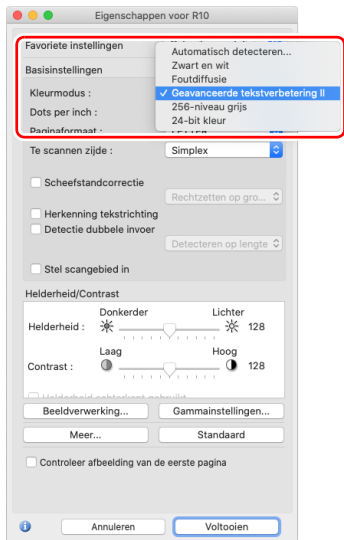 Eigenschappen voor R10
Favoriete instellingen
Automatisch detecteren...
Zwart en wit
Basisinstellingen
Foutdiffusie
Kleurmodus :
✓ Geavanceerde tekstverbetering II
256-niveau grijs
Dots per inch :
24-bit kleur
Paginaformaat :
Te scannen zijde :
Simplex
Scheefstandcorrectie
Rechtzetten op gro...
Herkenning tekstrichting
Detectie dubbele invoer
Detecteren op lengte
Stel scangebied in
Helderheid/Contrast
Donkerder Lichter
Helderheid : 128
Laag Hoog
Contrast : 128
Beeldverwerking... Gammainstellingen...
Meer... Standaard
Controleer afbeelding van de eerste pagina
Annuleren Voltooien